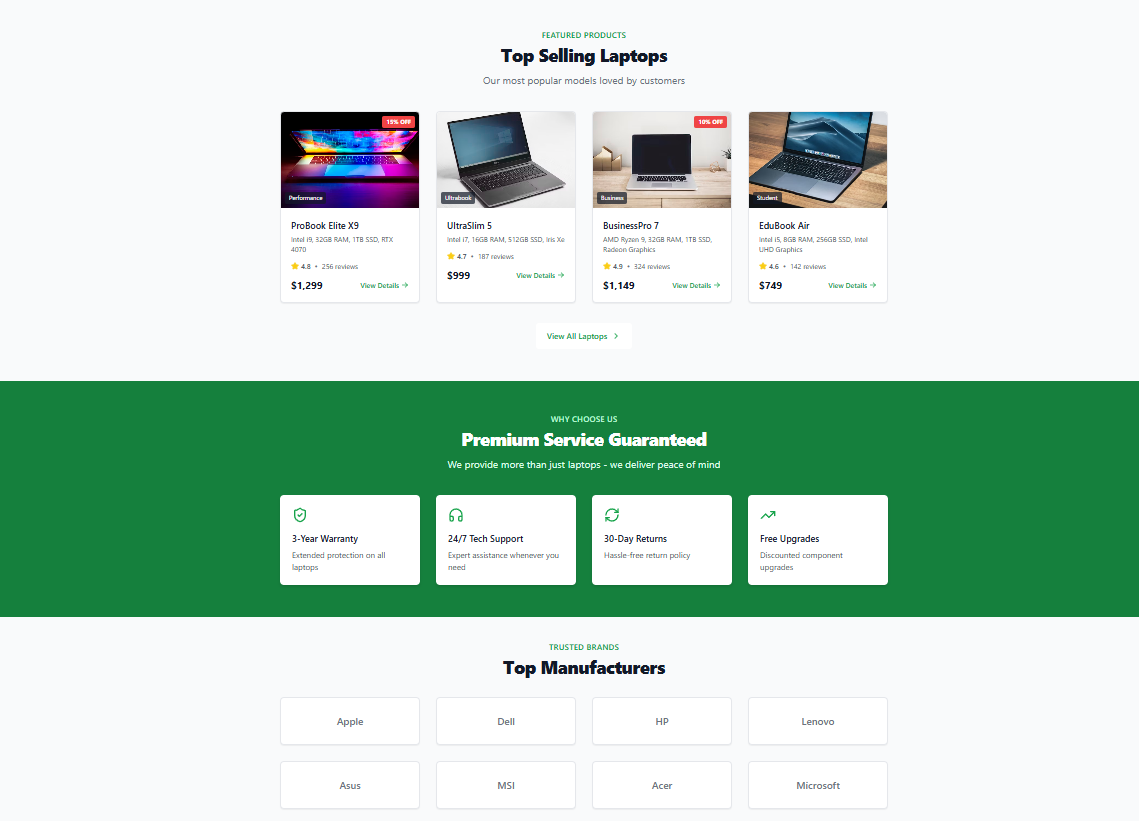 FEATURED PRODUCTS
Top Selling Laptops
Our most popular models loved by customers
15% OFF
Performance
ProBook Elite X9
Intel i9, 32GB RAM, 1TB SSD, RTX
4070
4.8 • 256 reviews
$1,299
View Details →
Ultrabook
UltraSlim 5
Intel i7, 16GB RAM, 512GB SSD, Iris Xe
4.7 • 187 reviews
$999
View Details →
10% OFF
Business
BusinessPro 7
AMD Ryzen 9, 32GB RAM, 1TB SSD,
Radeon Graphics
4.9 • 324 reviews
$1,149
View Details →
Student
EduBook Air
Intel i5, 8GB RAM, 256GB SSD, Intel
UHD Graphics
4.6 • 142 reviews
$749
View Details →
View All Laptops >
WHY CHOOSE US
Premium Service Guaranteed
We provide more than just laptops - we deliver peace of mind
3-Year Warranty
Extended protection on all
laptops
24/7 Tech Support
Expert assistance whenever you
need
30-Day Returns
Hassle-free return policy
Free Upgrades
Discounted component
upgrades
TRUSTED BRANDS
Top Manufacturers
Apple
Dell
HP
Lenovo
Asus
MSI
Acer
Microsoft